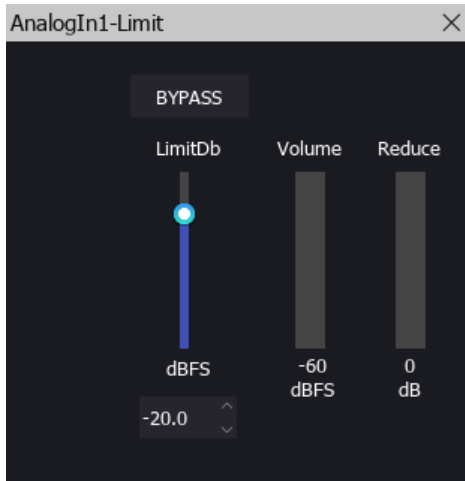 AnalogIn1-Limit
BYPASS
LimitDb Volume Reduce
dBFS -60 0
dBFS dB
-20.0